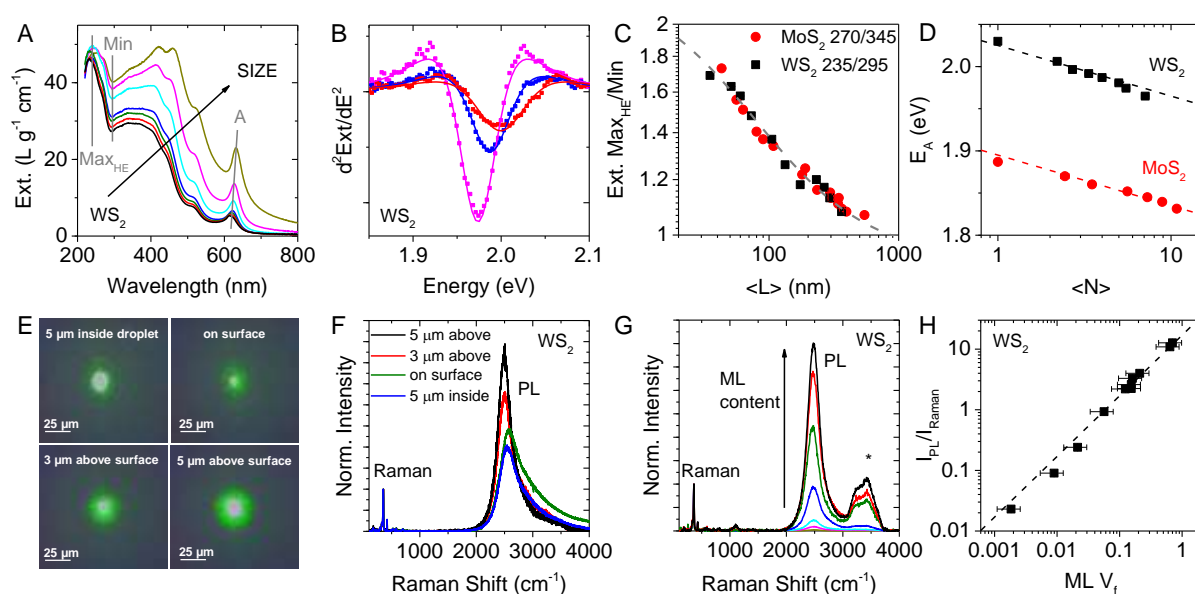 A
Min
SIZE
A
Max_HE
WS₂
Ext. (L g⁻¹ cm⁻¹)
50
40
30
20
10
0
200 400 600 800
Wavelength (nm)
B
WS₂
d²Ext/dE²
1.9 2.0 2.1
Energy (eV)
C
MoS₂ 270/345
WS₂ 235/295
Ext. Max_HE/Min
2
1.8
1.6
1.4
1.2
1
100 1000
<L> (nm)
D
WS₂
MoS₂
E_A (eV)
2.0
1.9
1.8
1 10
<N>
E
5 µm inside droplet
25 µm
on surface
25 µm
3 µm above surface
25 µm
5 µm above surface
25 µm
F
WS₂
5 µm above
3 µm above
on surface
5 µm inside
PL
Raman
Norm. Intensity
1000 2000 3000 4000
Raman Shift (cm⁻¹)
G
WS₂
PL
ML
content
*
Raman
Norm. Intensity
1000 2000 3000 4000
Raman Shift (cm⁻¹)
H
WS₂
I_PL/I_Raman
10
1
0.1
0.01
0.001 0.01 0.1 1
ML V_f